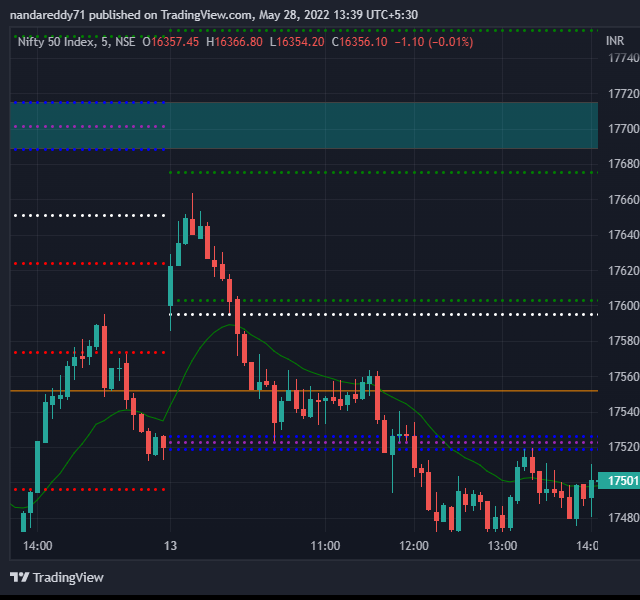 nandareddy71 published on TradingView.com, May 28, 2022 13:39 UTC+5:30
Nifty 50 Index, 5, NSE O16357.45 H16366.80 L16354.20 C16356.10 −1.10 (−0.01%)
INR
17740
17720
17700
17680
17660
17640
17620
17600
17580
17560
17540
17520
17501
17480
14:00 13 11:00 12:00 13:00 14:0
TradingView